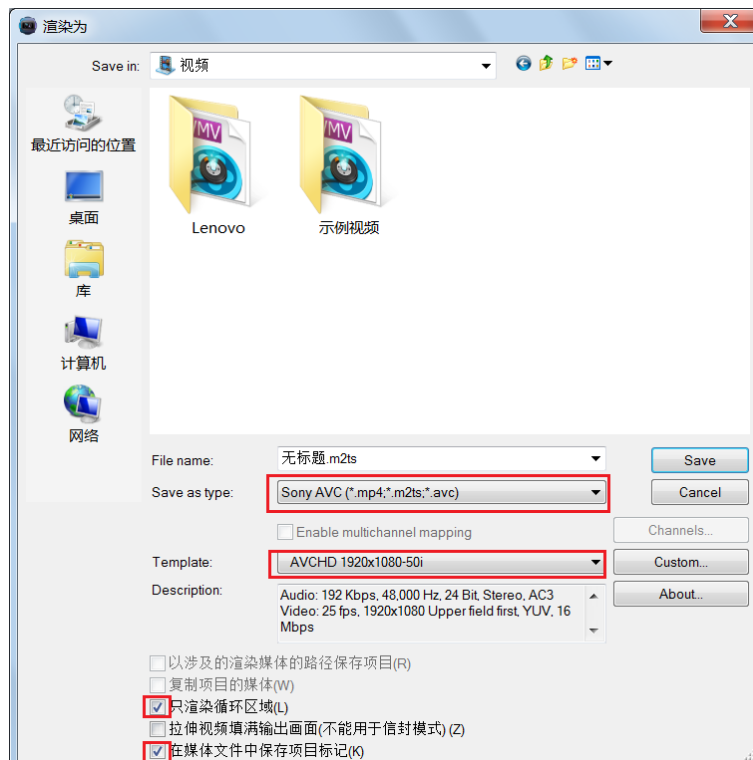 渲染为
Save in:
视频
最近访问的位置
桌面
库
计算机
网络
WMV
WMV
Lenovo
示例视频
File name:
无标题.m2ts
Save
Save as type:
Sony AVC (*.mp4;*.m2ts;*.avc)
Cancel
Enable multichannel mapping
Channels...
Template:
AVCHD 1920x1080-50i
Custom...
Description:
Audio: 192 Kbps, 48,000 Hz, 24 Bit, Stereo, AC3
Video: 25 fps, 1920x1080 Upper field first, YUV, 16
Mbps
About...
以涉及的渲染媒体的路径保存项目(R)
复制项目的媒体(W)
只渲染循环区域(L)
拉伸视频填满输出画面(不能用于信封模式) (Z)
在媒体文件中保存项目标记(K)